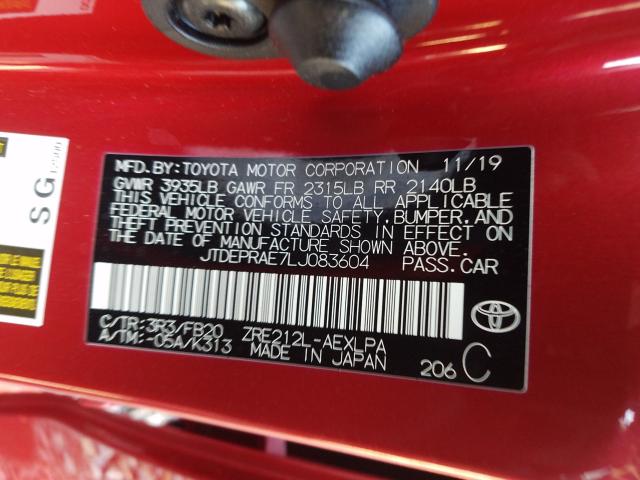 MFD.BY:TOYOTA MOTOR CORPORATION 11/19
GVWR 3935LB GAWR FR 2315LB RR 2140LB
THIS VEHICLE CONFORMS TO ALL APPLICABLE
FEDERAL MOTOR VEHICLE SAFETY, BUMPER, AND
THEFT PREVENTION STANDARDS IN EFFECT ON
THE DATE OF MANUFACTURE SHOWN ABOVE.
JTDEPRAE7LJ083604 PASS.CAR
C/TR:3R3/FB20 ZRE212L-AEXLPA
A/TM:-05A/K313 MADE IN JAPAN
206 C
SG